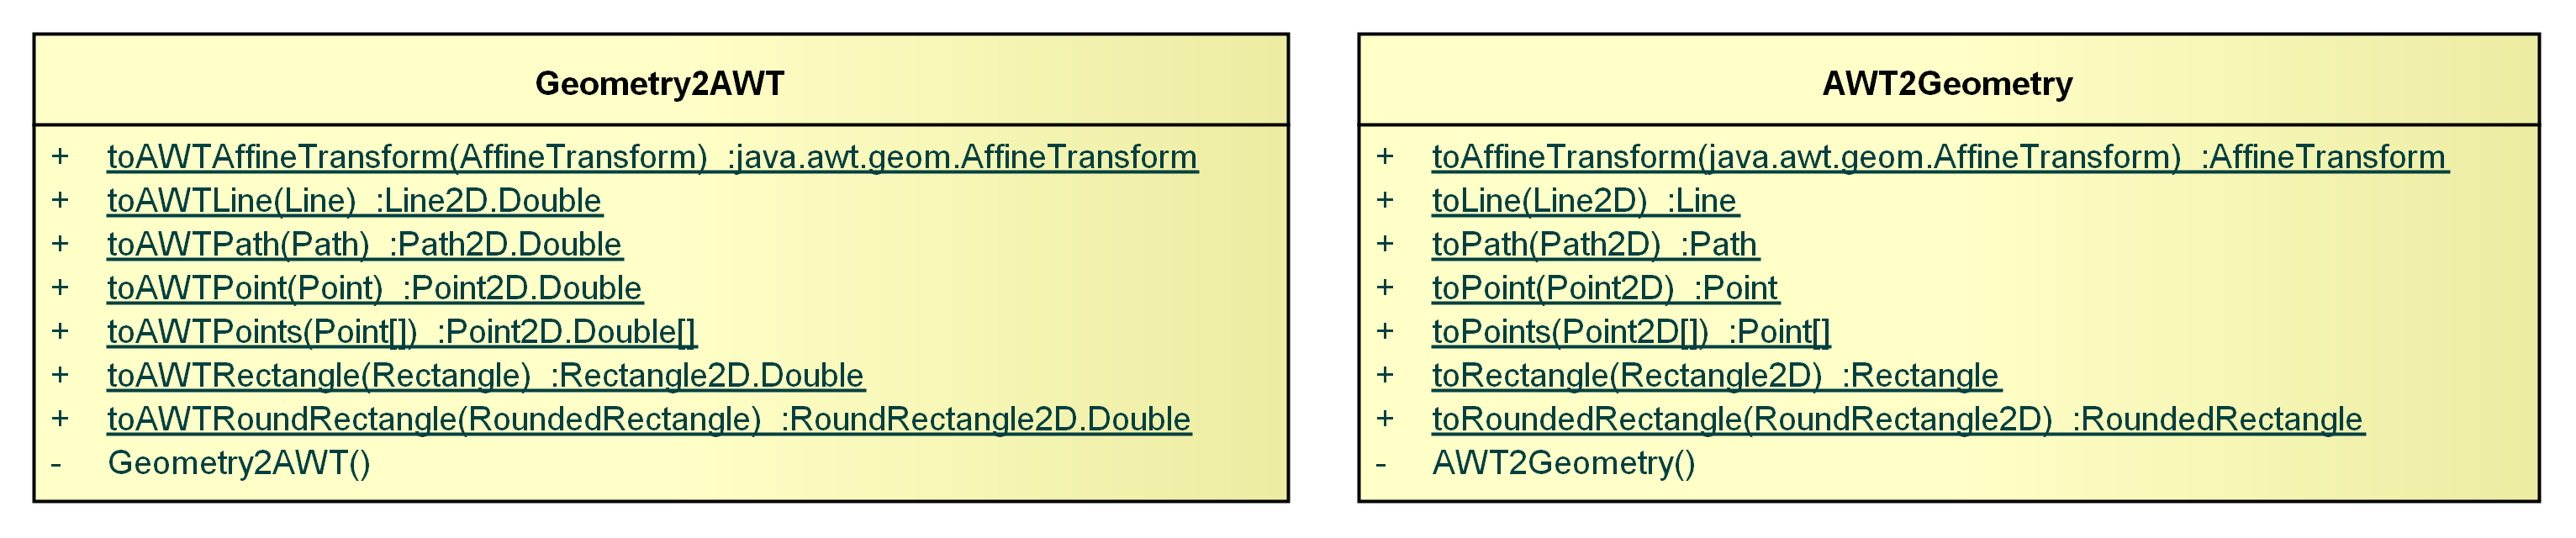 Geometry2AWT
+ toAWTAffineTransform(AffineTransform) :java.awt.geom.AffineTransform
+ toAWTLine(Line) :Line2D.Double
+ toAWTPath(Path) :Path2D.Double
+ toAWTPoint(Point) :Point2D.Double
+ toAWTPoints(Point[]) :Point2D.Double[]
+ toAWTRectangle(Rectangle) :Rectangle2D.Double
+ toAWTRoundRectangle(RoundedRectangle) :RoundRectangle2D.Double
- Geometry2AWT()
AWT2Geometry
+ toAffineTransform(java.awt.geom.AffineTransform) :AffineTransform
+ toLine(Line2D) :Line
+ toPath(Path2D) :Path
+ toPoint(Point2D) :Point
+ toPoints(Point2D[]) :Point[]
+ toRectangle(Rectangle2D) :Rectangle
+ toRoundedRectangle(RoundRectangle2D) :RoundedRectangle
- AWT2Geometry()